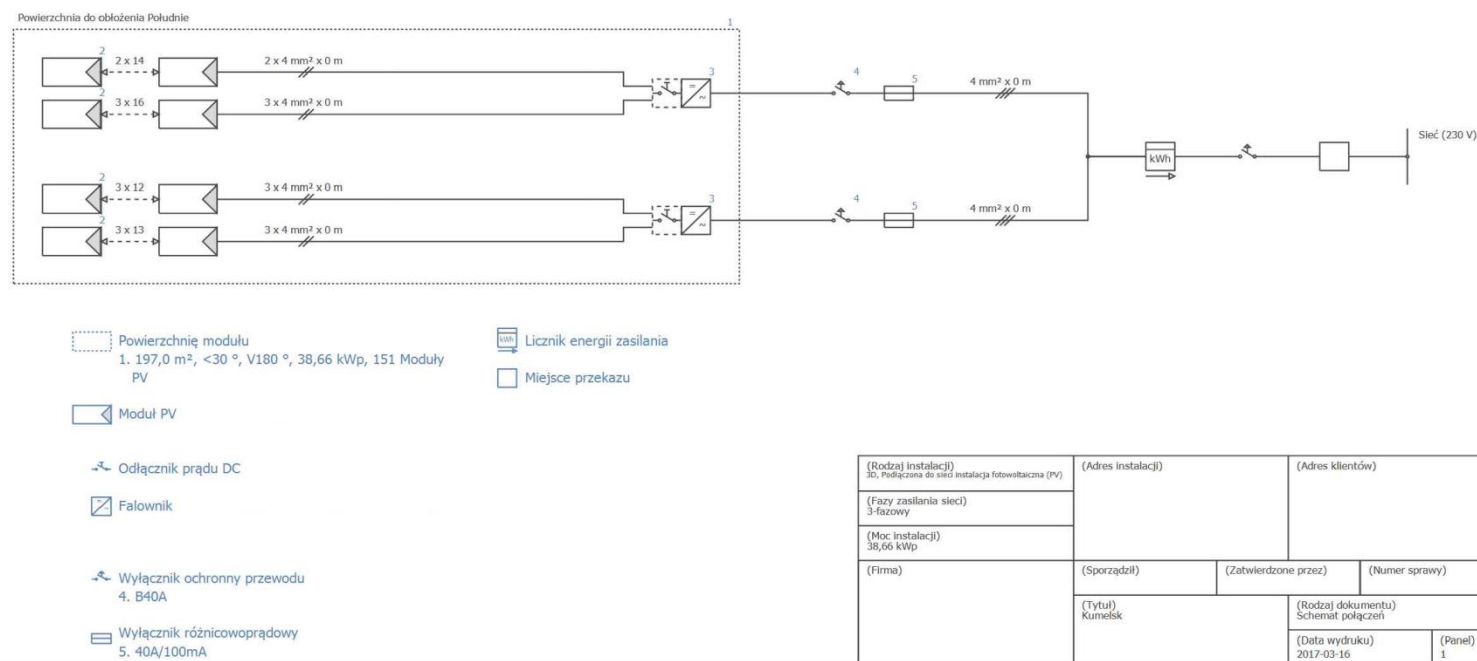 Powierzchnia do obłożenia Południe
1
2
2 x 14
2 x 4 mm² x 0 m
2
3 x 16
3 x 4 mm² x 0 m
3
4
5
4 mm² x 0 m
kWh
Sieć (230 V)
2
3 x 12
3 x 4 mm² x 0 m
2
3 x 13
3 x 4 mm² x 0 m
3
4
5
4 mm² x 0 m
Powierzchnię modułu
1. 197,0 m², <30 °, V180 °, 38,66 kWp, 151 Moduły
PV
Moduł PV
Odłącznik prądu DC
Falownik
Wyłącznik ochronny przewodu
4. B40A
Wyłącznik różnicowoprądowy
5. 40A/100mA
kWh
Licznik energii zasilania
Miejsce przekazu
(Rodzaj instalacji)
3D, Podłączona do sieci instalacja fotowoltaiczna (PV)
(Fazy zasilania sieci)
3-fazowy
(Moc instalacji)
38,66 kWp
(Firma)
(Adres instalacji)
(Adres klientów)
(Sporządził)
(Zatwierdzone przez)
(Numer sprawy)
(Tytuł)
Kumelsk
(Rodzaj dokumentu)
Schemat połączeń
(Data wydruku)
2017-03-16
(Panel)
1